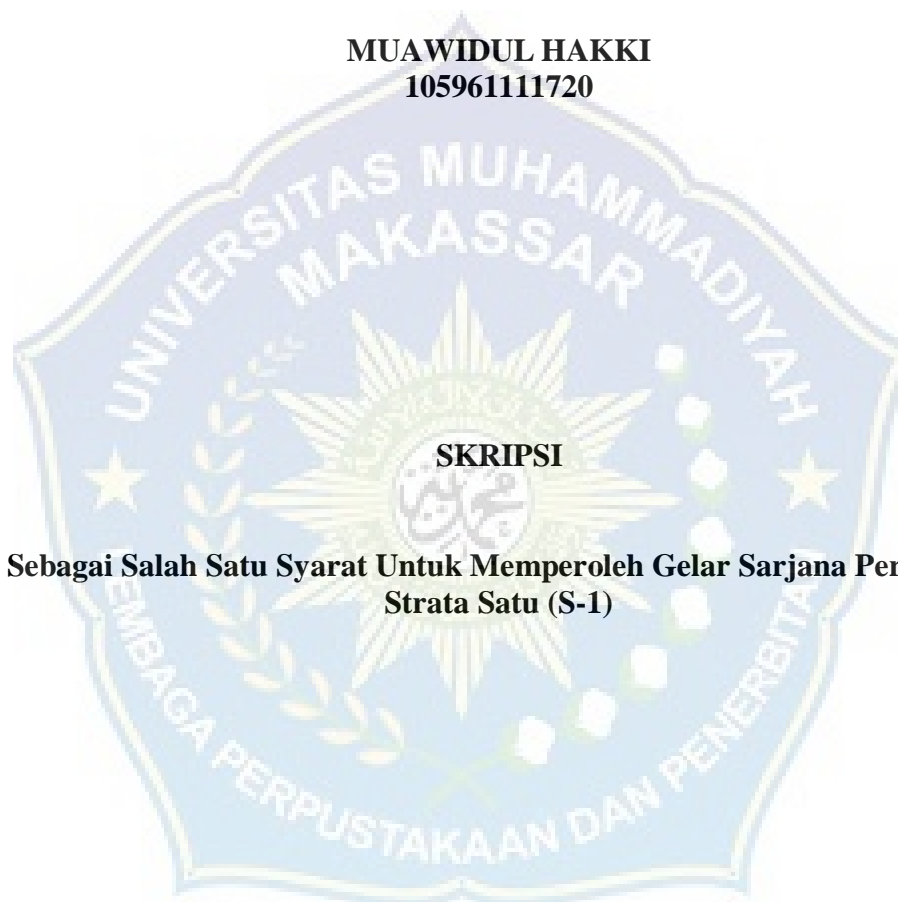 MUAWIDUL HAKKI
105961111720
UNIVERSITAS MUHAMMADIYAH
MAKASSAR
SKRIPSI
Sebagai Salah Satu Syarat Untuk Memperoleh Gelar Sarjana Per
Strata Satu (S-1)
LEMBAGA PERPUSTAKAAN DAN PENERBITAN